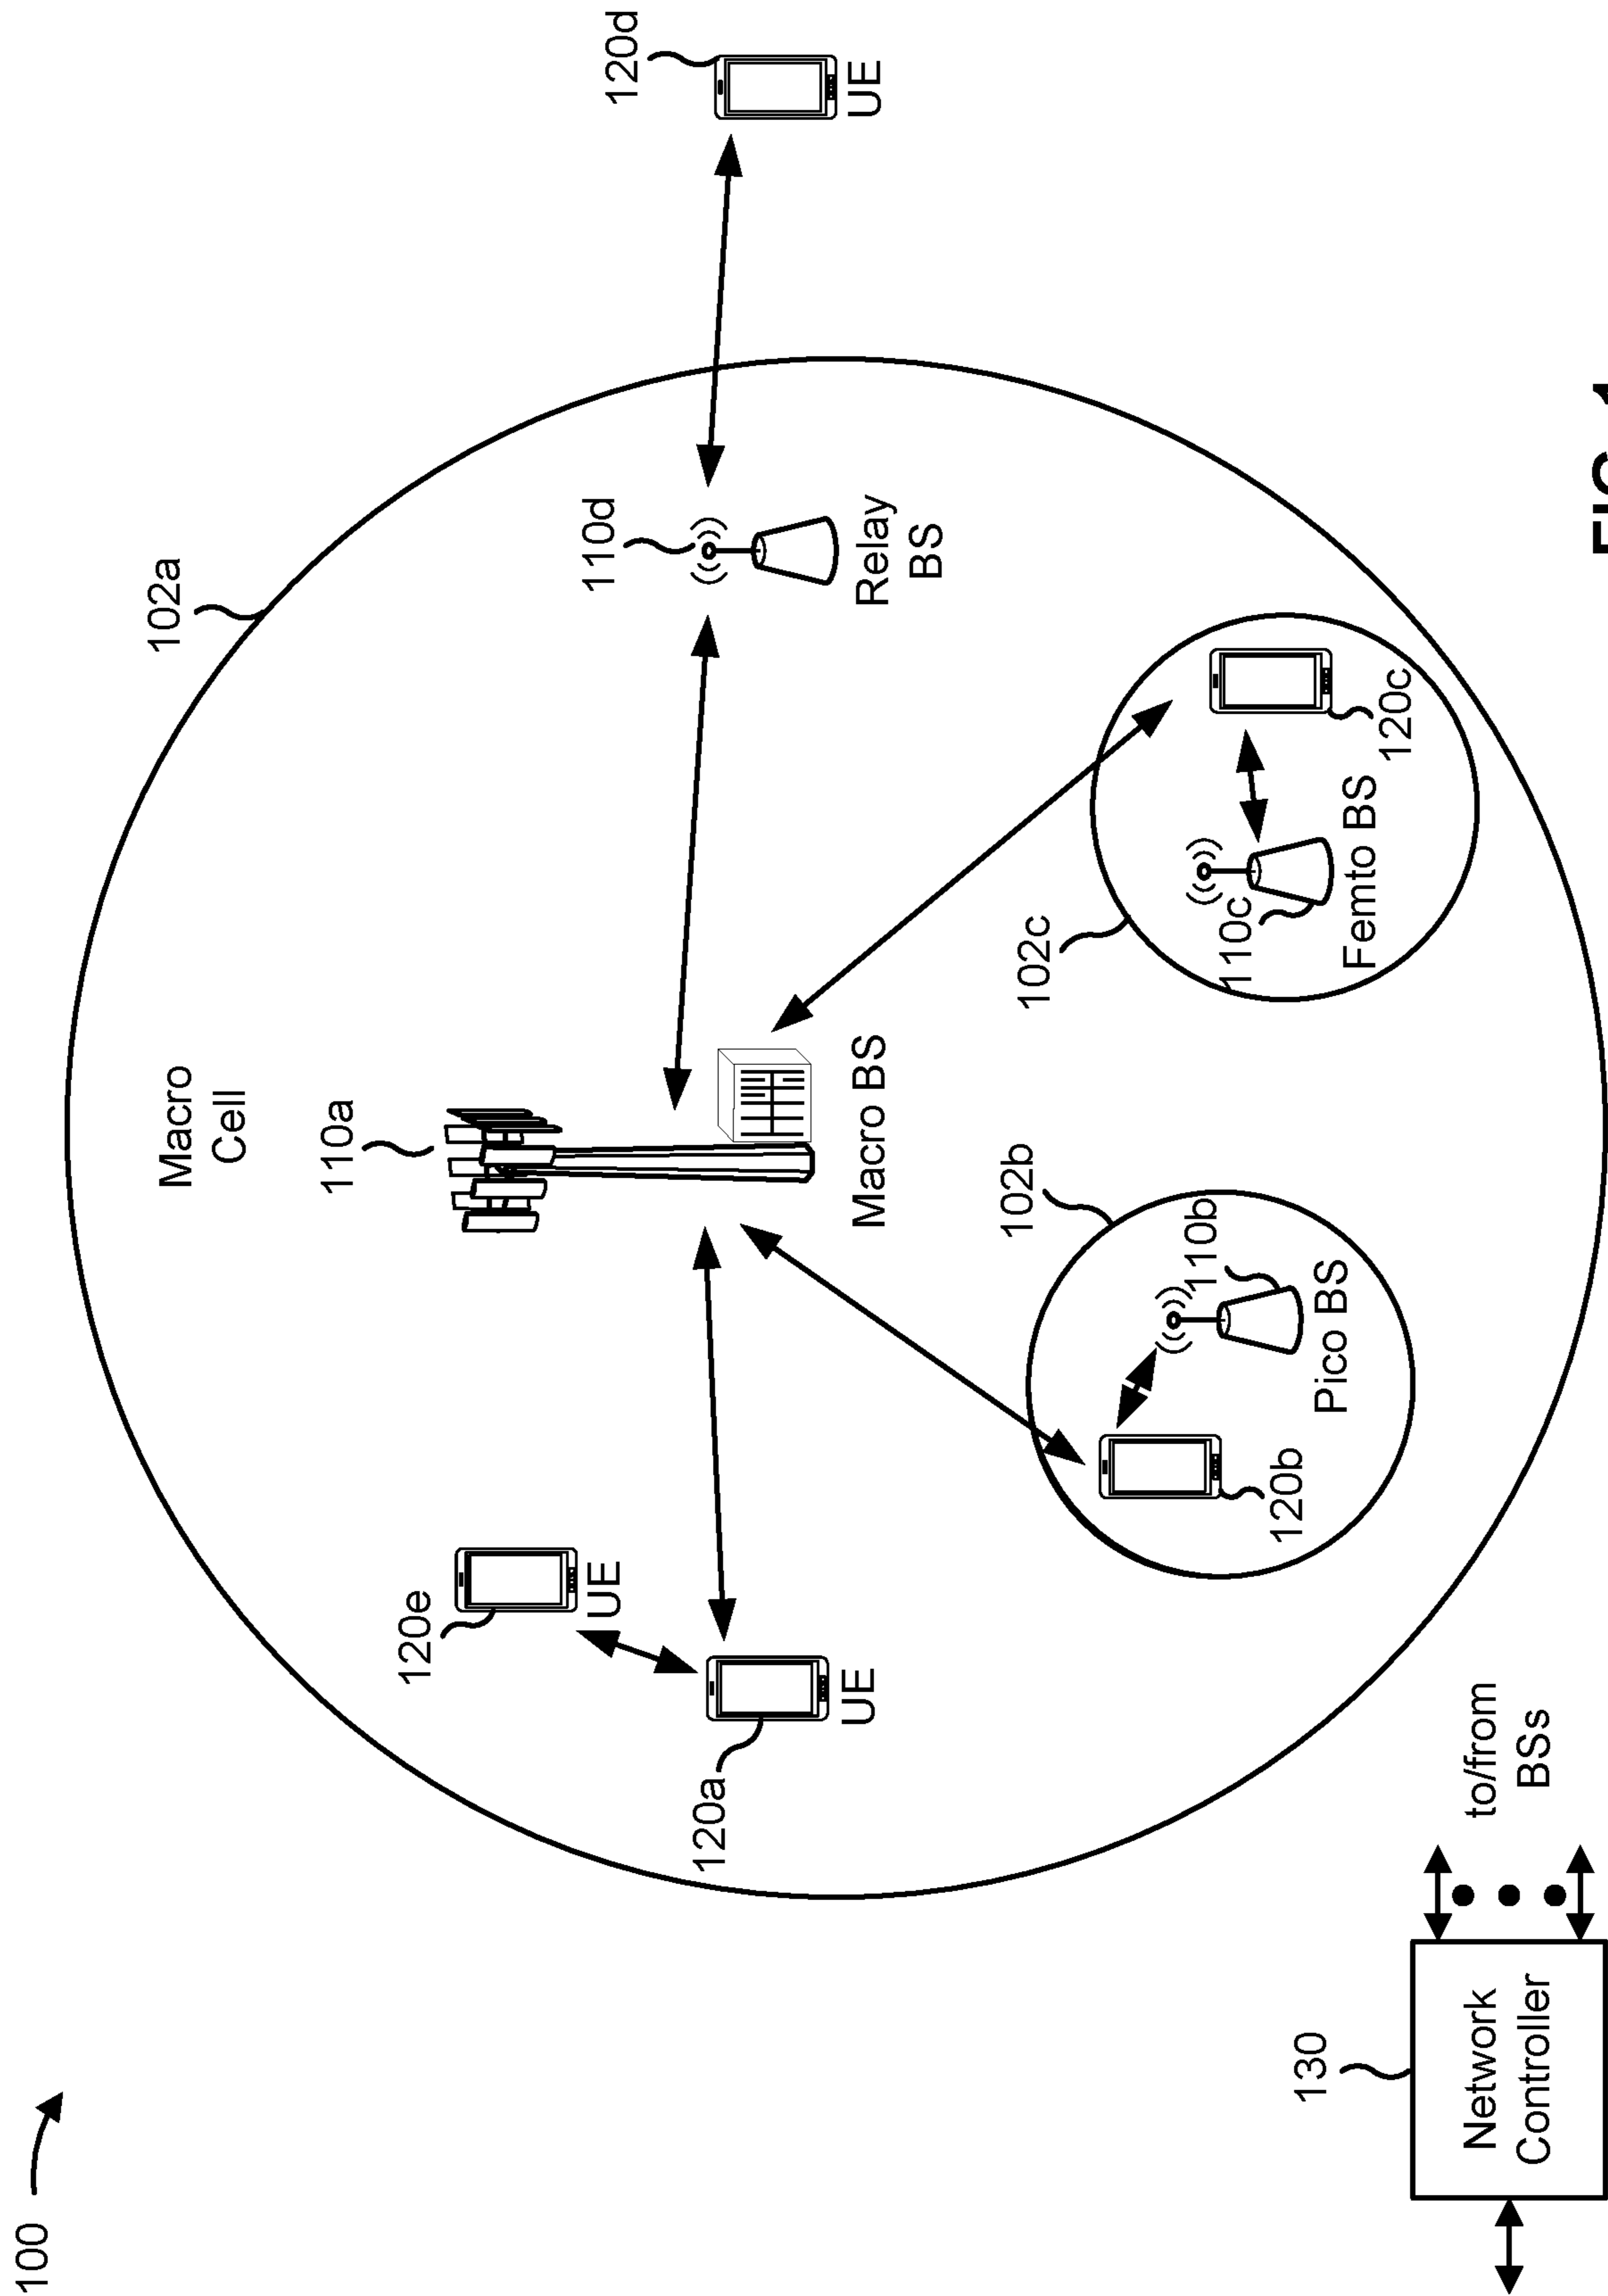 100
Macro
Cell
102a
110a
120d
UE
120e
UE
110d
Relay
BS
120a
UE
Macro BS
102b
102c
110b
Pico BS
120b
110c
Femto BS
120c
130
Network
Controller
to/from
BSs